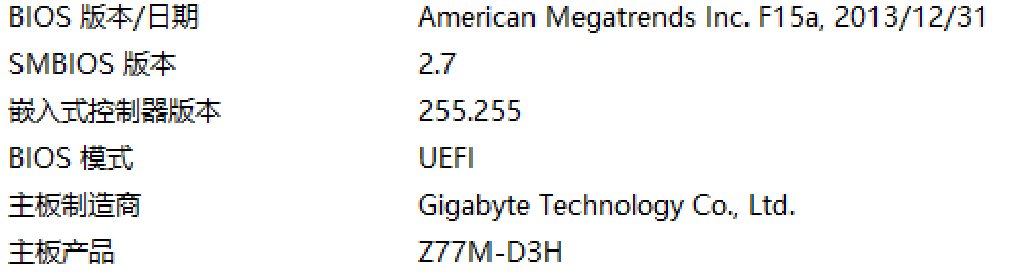 BIOS 版本/日期 American Megatrends Inc. F15a, 2013/12/31
SMBIOS 版本 2.7
嵌入式控制器版本 255.255
BIOS 模式 UEFI
主板制造商 Gigabyte Technology Co., Ltd.
主板产品 Z77M-D3H